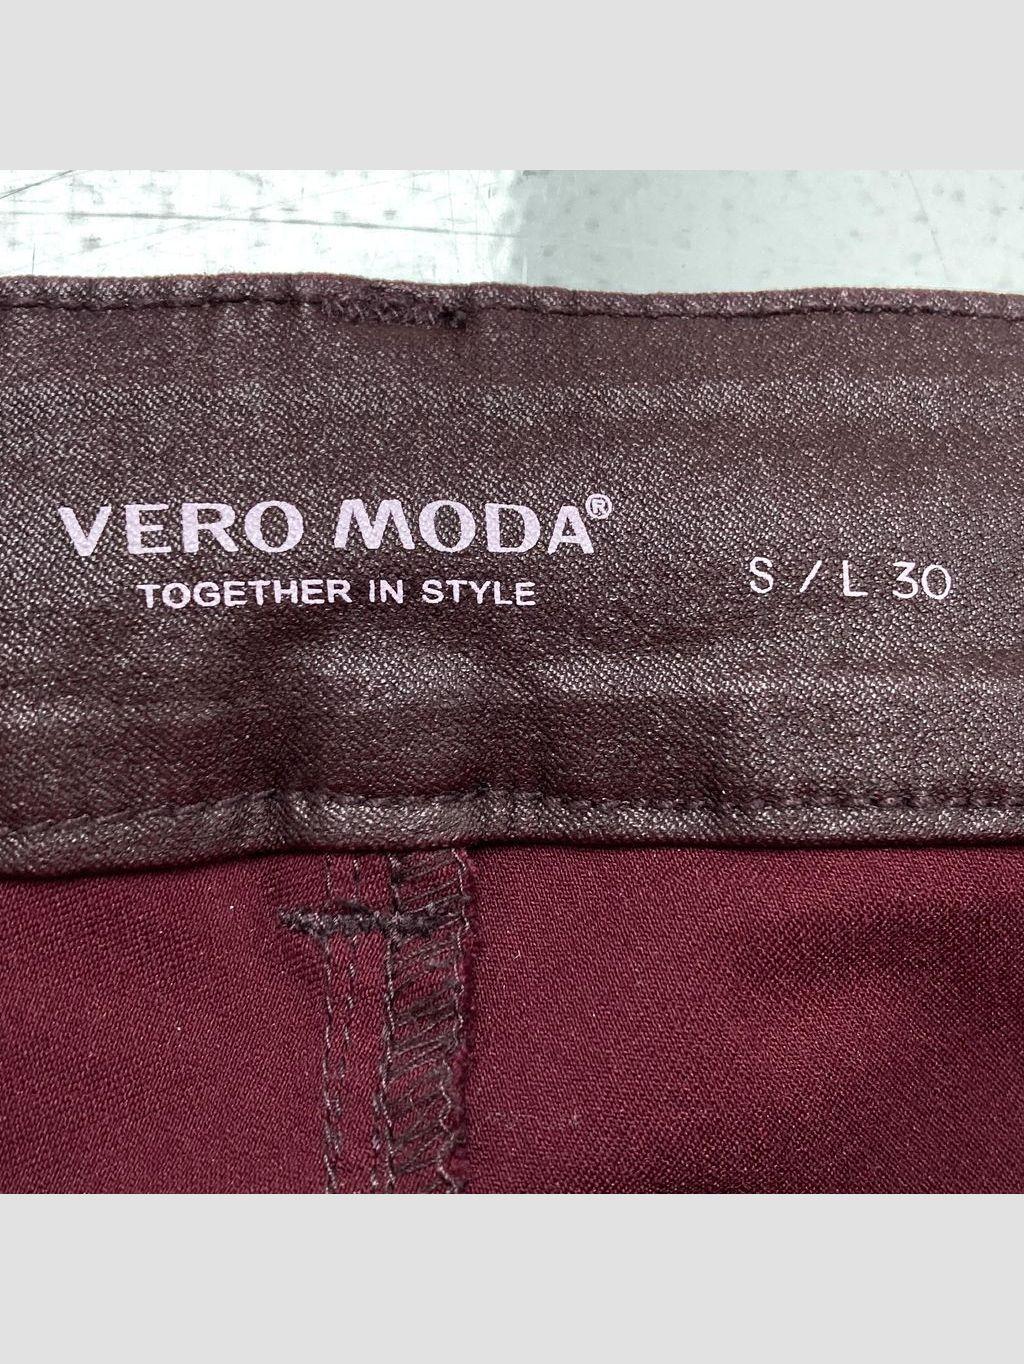 VERO MODA®
TOGETHER IN STYLE
S / L 30